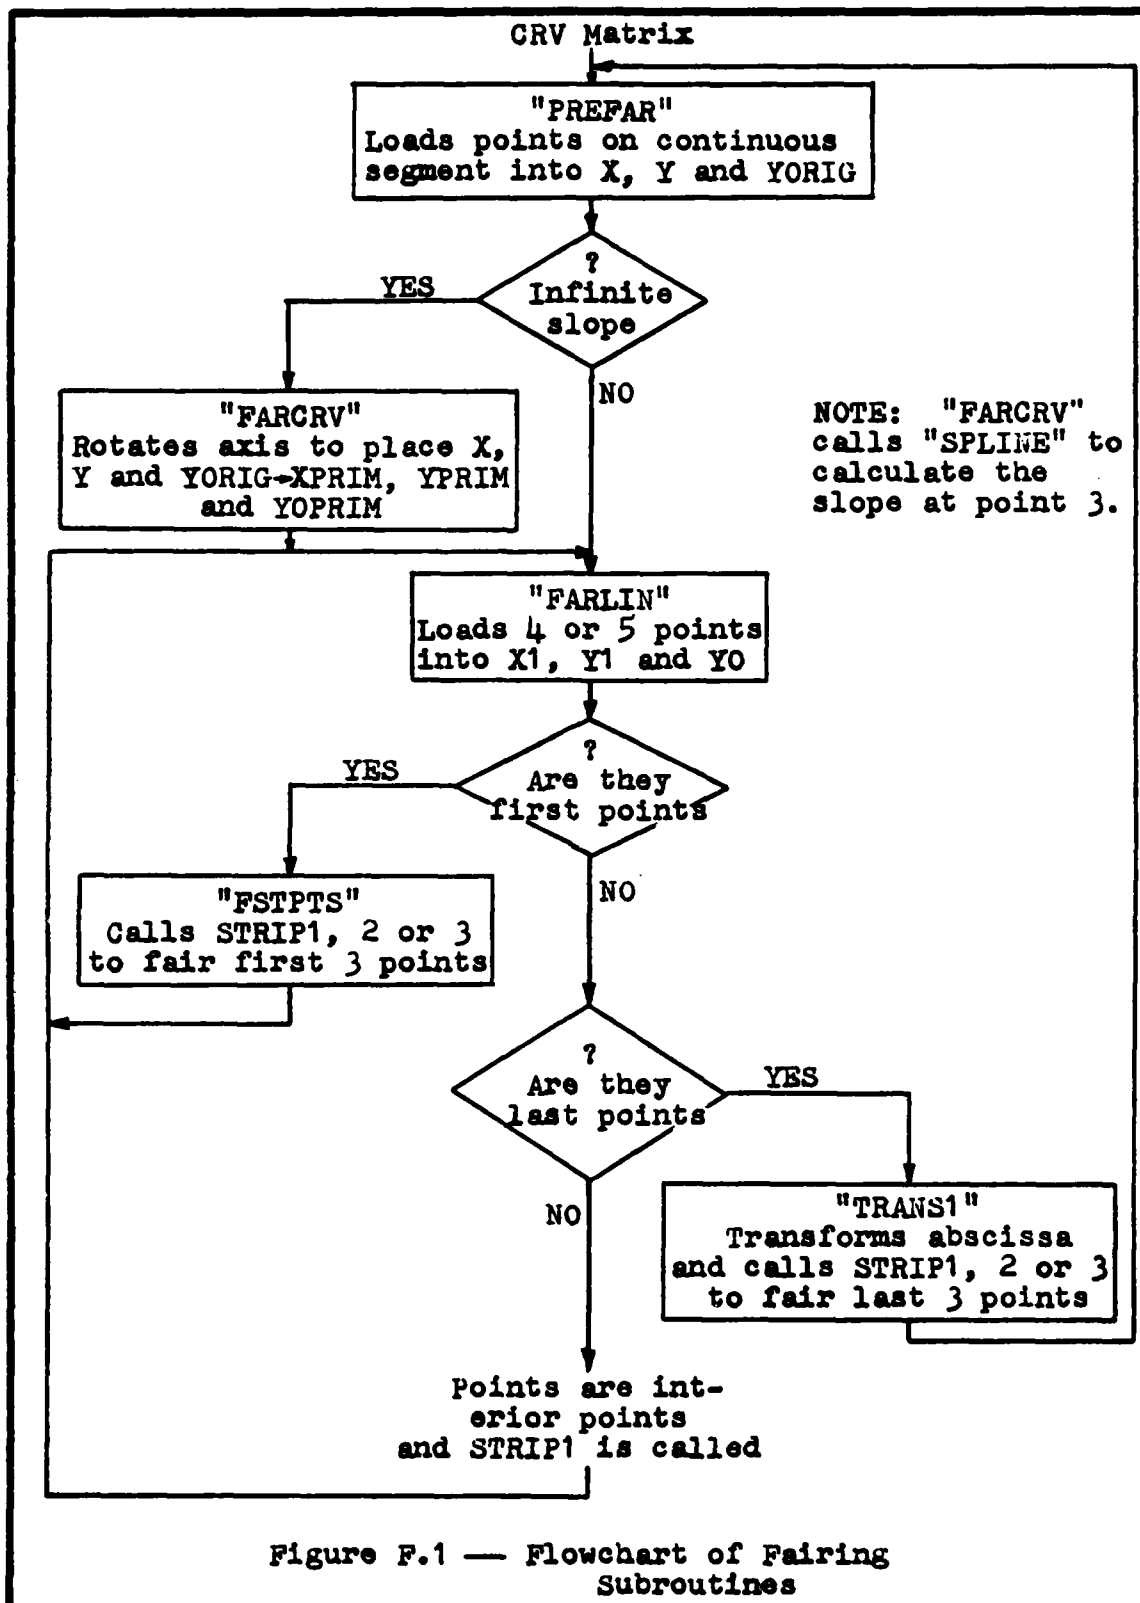 CRV Matrix
"PREFAR"
Loads points on continuous
segment into X, Y and YORIG
?
Infinite
slope
YES
NO
"FARCRV"
Rotates axis to place X,
Y and YORIG→XPRIM, YPRIM
and YOPRIM
NOTE: "FARCRV"
calls "SPLINE" to
calculate the
slope at point 3.
"FARLIN"
Loads 4 or 5 points
into X1, Y1 and YO
?
Are they
first points
YES
NO
"FSTPTS"
Calls STRIP1, 2 or 3
to fair first 3 points
?
Are they
last points
YES
NO
"TRANS1"
Transforms abscissa
and calls STRIP1, 2 or 3
to fair last 3 points
Points are int-
erior points
and STRIP1 is called
Figure F.1 — Flowchart of Fairing
Subroutines